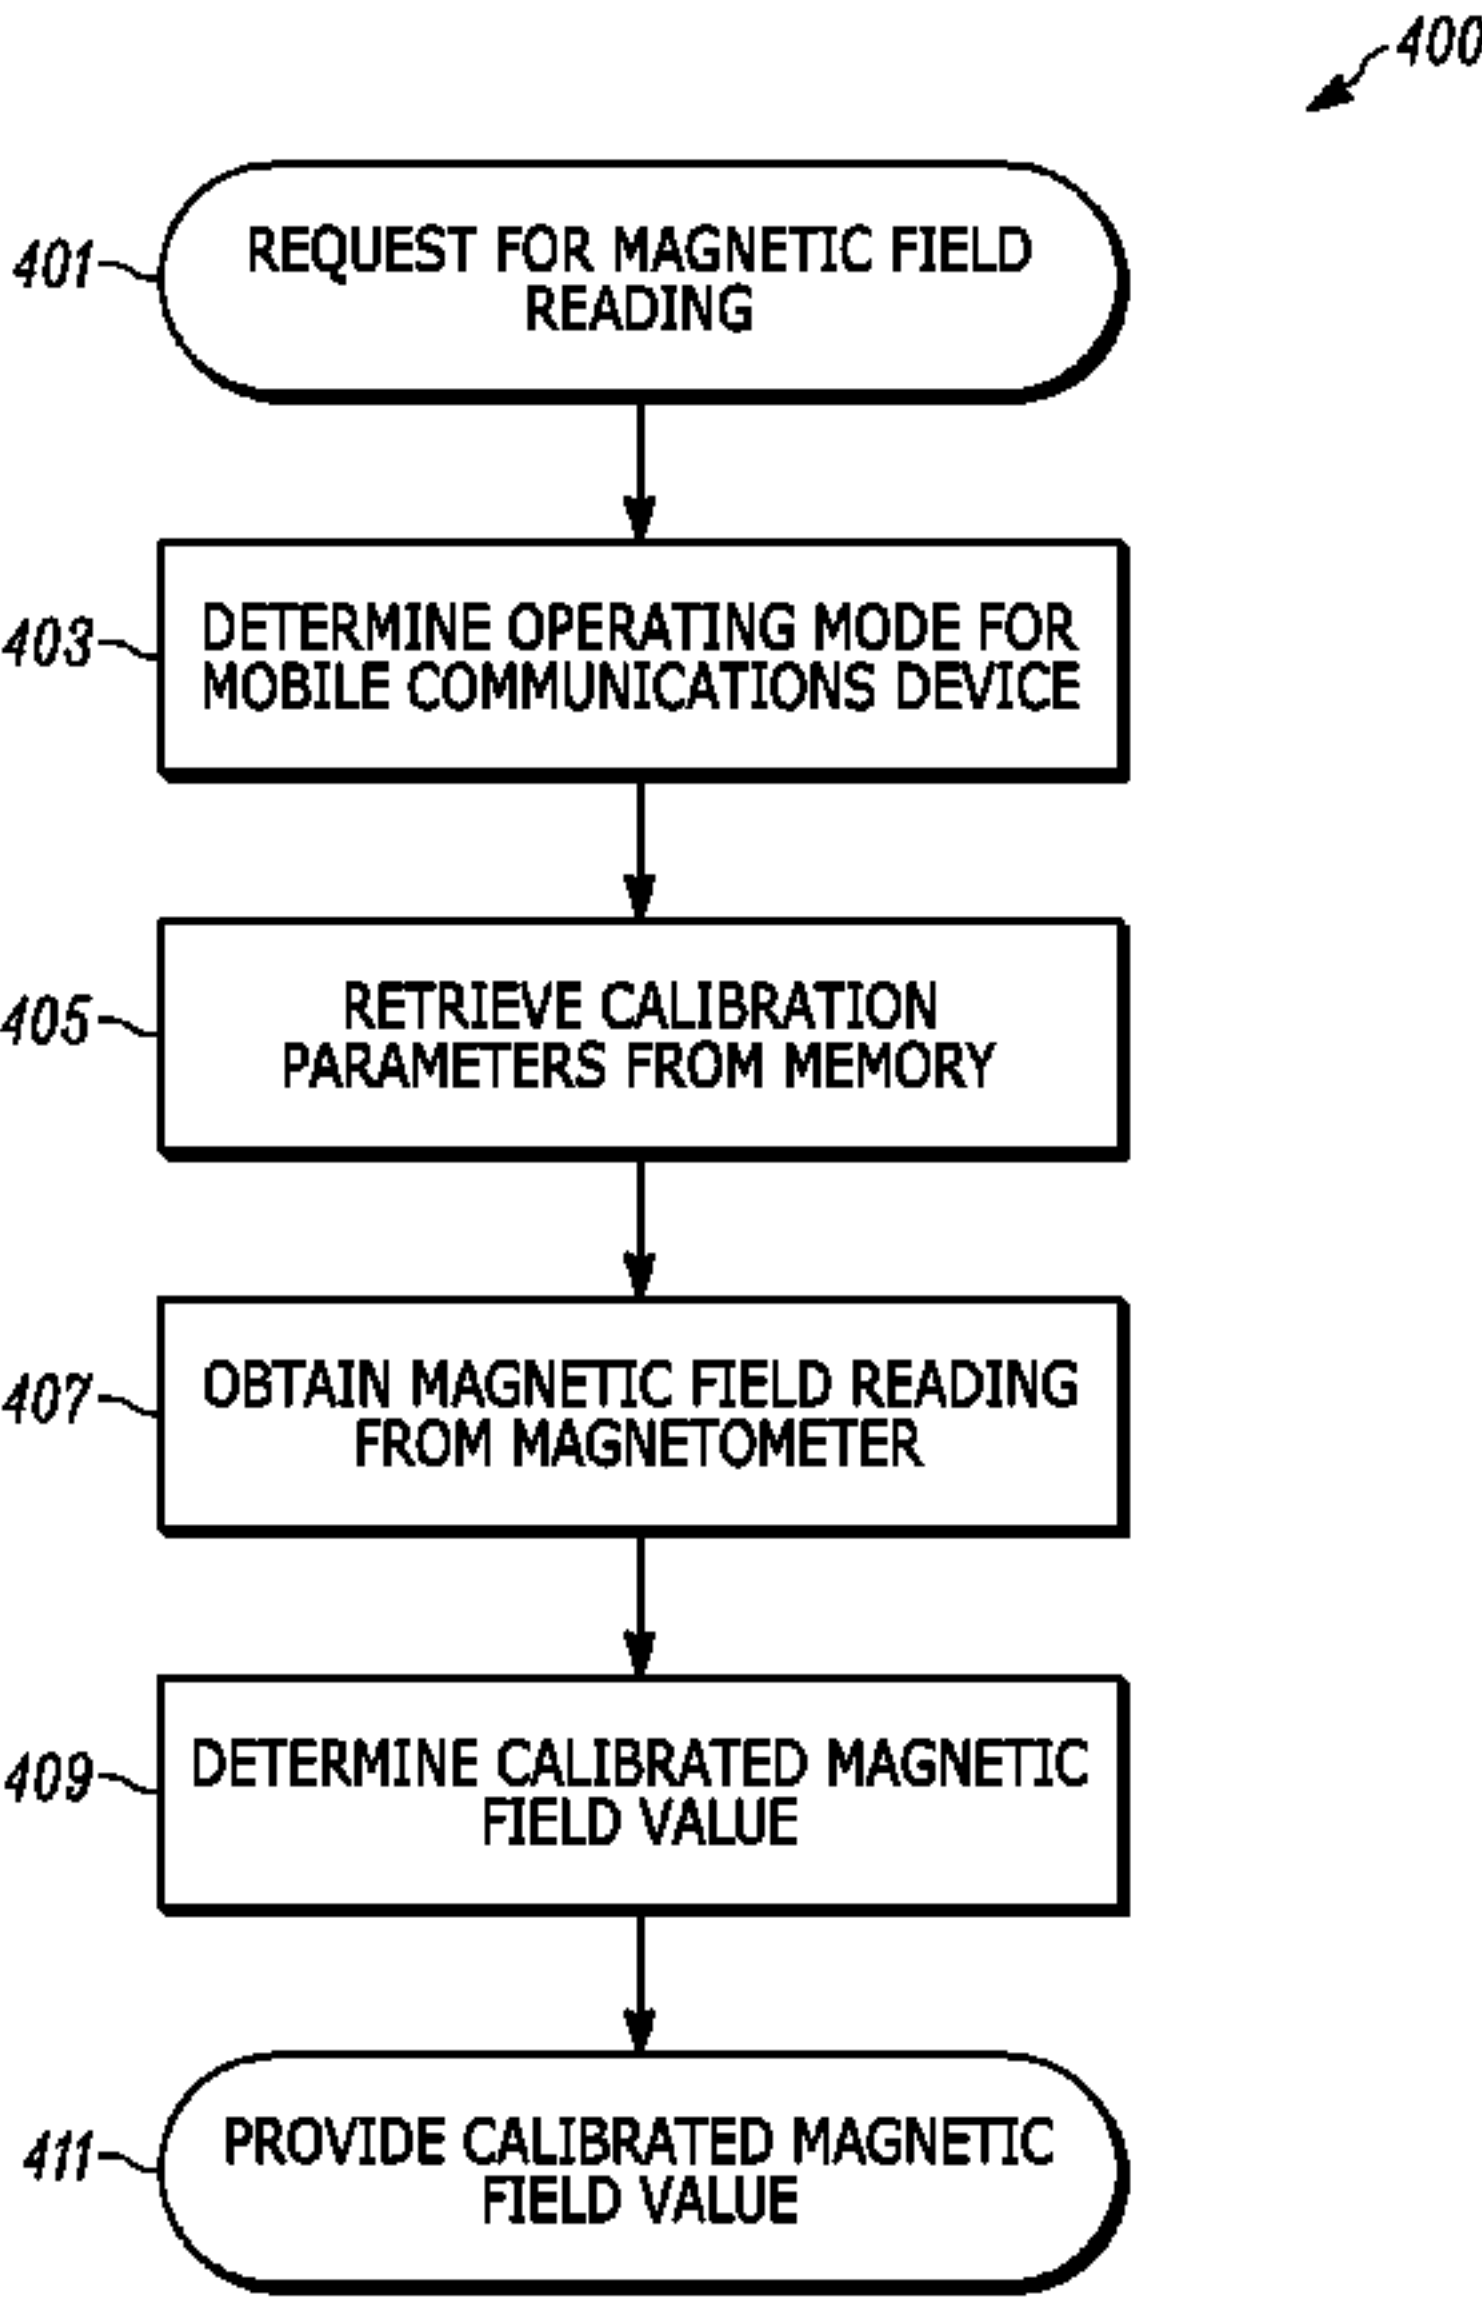 400
401
REQUEST FOR MAGNETIC FIELD
READING
403
DETERMINE OPERATING MODE FOR
MOBILE COMMUNICATIONS DEVICE
405
RETRIEVE CALIBRATION
PARAMETERS FROM MEMORY
407
OBTAIN MAGNETIC FIELD READING
FROM MAGNETOMETER
409
DETERMINE CALIBRATED MAGNETIC
FIELD VALUE
411
PROVIDE CALIBRATED MAGNETIC
FIELD VALUE